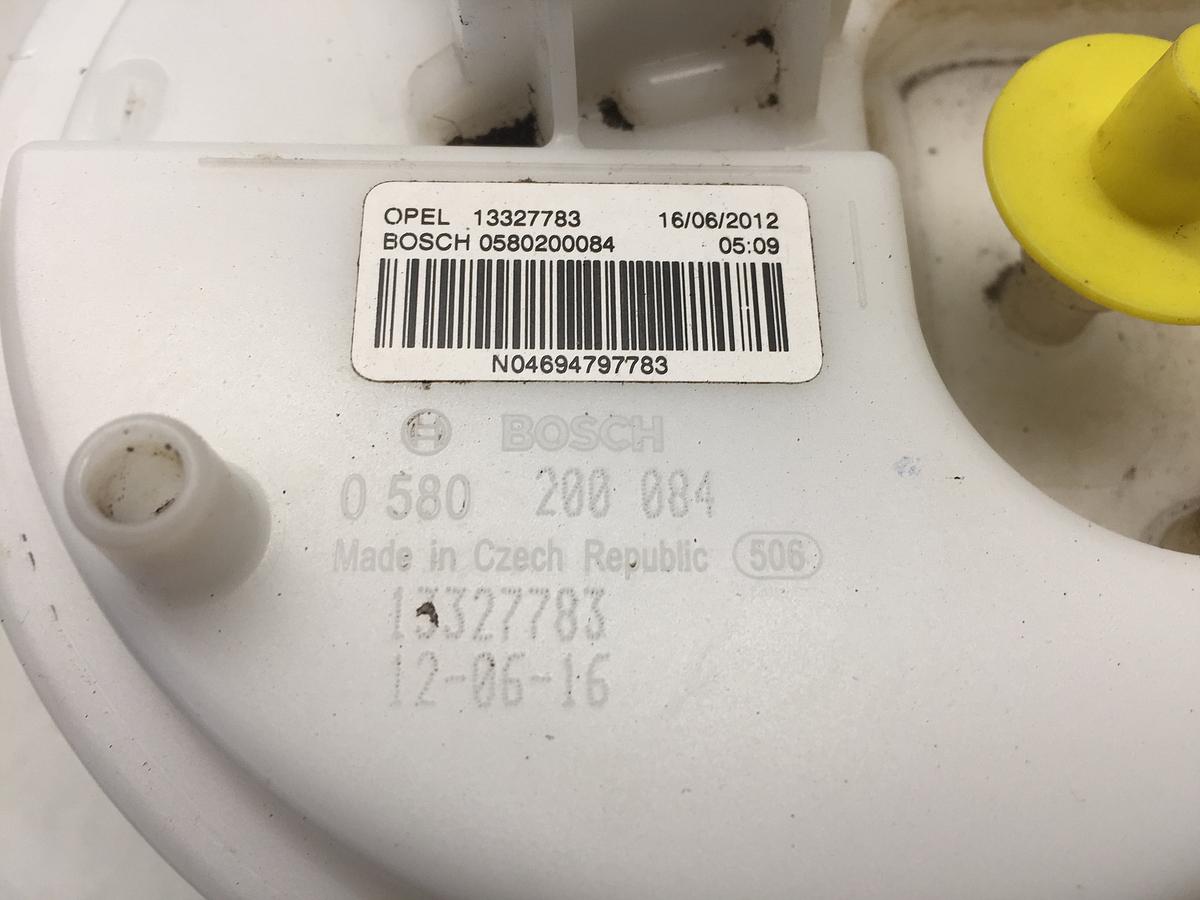 OPEL 13327783 16/06/2012
BOSCH 0580200084 05:09
N04694797783
BOSCH
0 580 200 084
Made in Czech Republic 506
13327783
12-06-16